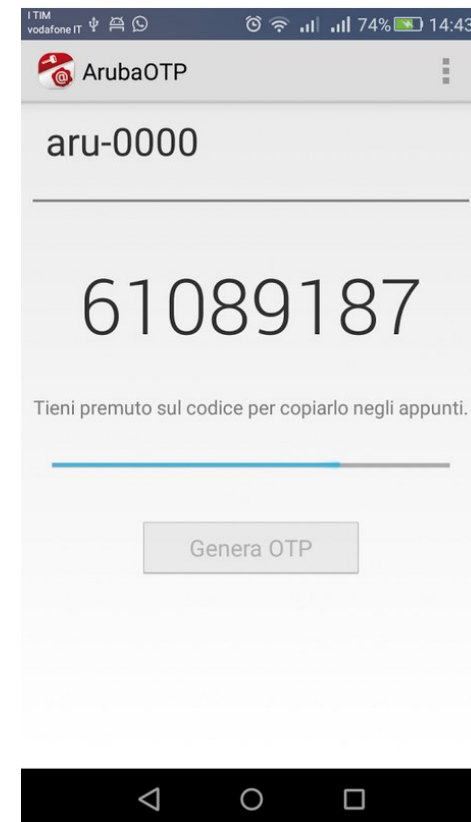 I TIM
vodafone IT 74% 14:43
ArubaOTP
aru-0000
61089187
Tieni premuto sul codice per copiarlo negli appunti.
Genera OTP